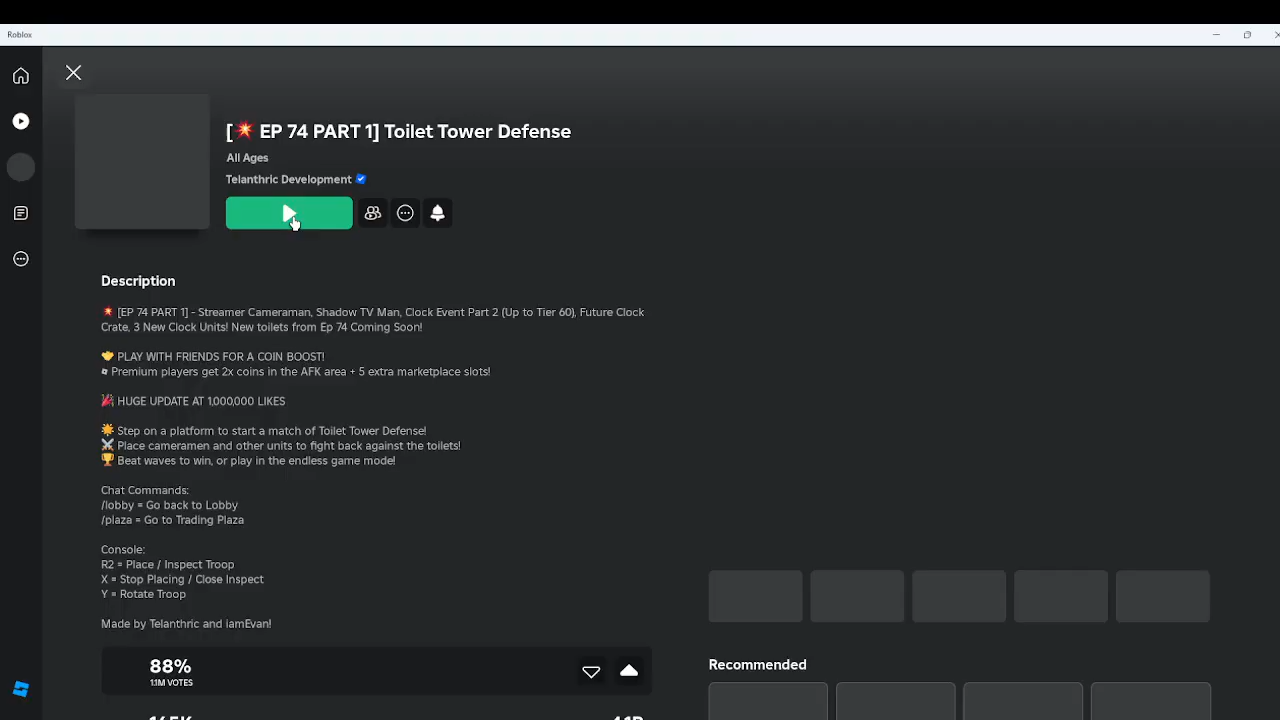 Roblox
[💥 EP 74 PART 1] Toilet Tower Defense
All Ages
Telanthric Development
Description
💥 [EP 74 PART 1] - Streamer Cameraman, Shadow TV Man, Clock Event Part 2 (Up to Tier 60), Future Clock
Crate, 3 New Clock Units! New toilets from Ep 74 Coming Soon!
🤝 PLAY WITH FRIENDS FOR A COIN BOOST!
Premium players get 2x coins in the AFK area + 5 extra marketplace slots!
🎉 HUGE UPDATE AT 1,000,000 LIKES
☀️ Step on a platform to start a match of Toilet Tower Defense!
⚔️ Place cameramen and other units to fight back against the toilets!
🏆 Beat waves to win, or play in the endless game mode!
Chat Commands:
/lobby = Go back to Lobby
/plaza = Go to Trading Plaza
Console:
R2 = Place / Inspect Troop
X = Stop Placing / Close Inspect
Y = Rotate Troop
Made by Telanthric and iamEvan!
88%
1.1M VOTES
Recommended